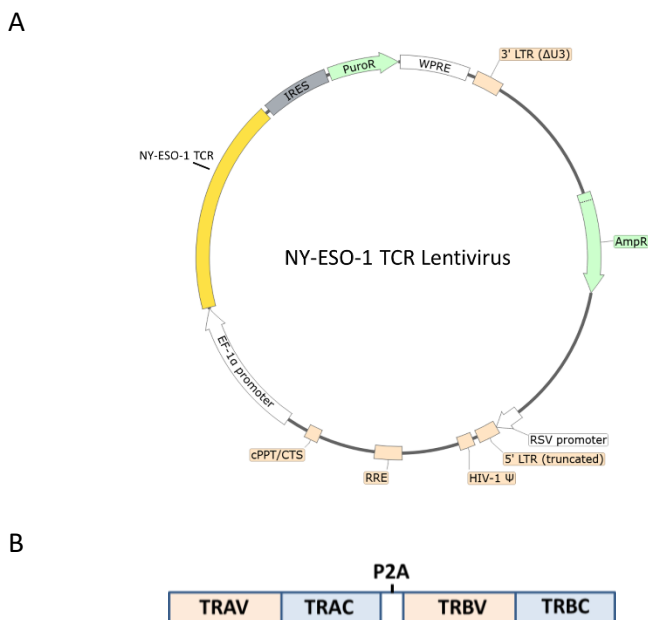 A
3' LTR (ΔU3)
PuroR
WPRE
IRES
NY-ESO-1 TCR
AmpR
NY-ESO-1 TCR Lentivirus
EF-1α promoter
RSV promoter
cPPT/CTS
5' LTR (truncated)
RRE
HIV-1 Ψ
B
P2A
TRAV TRAC TRBV TRBC